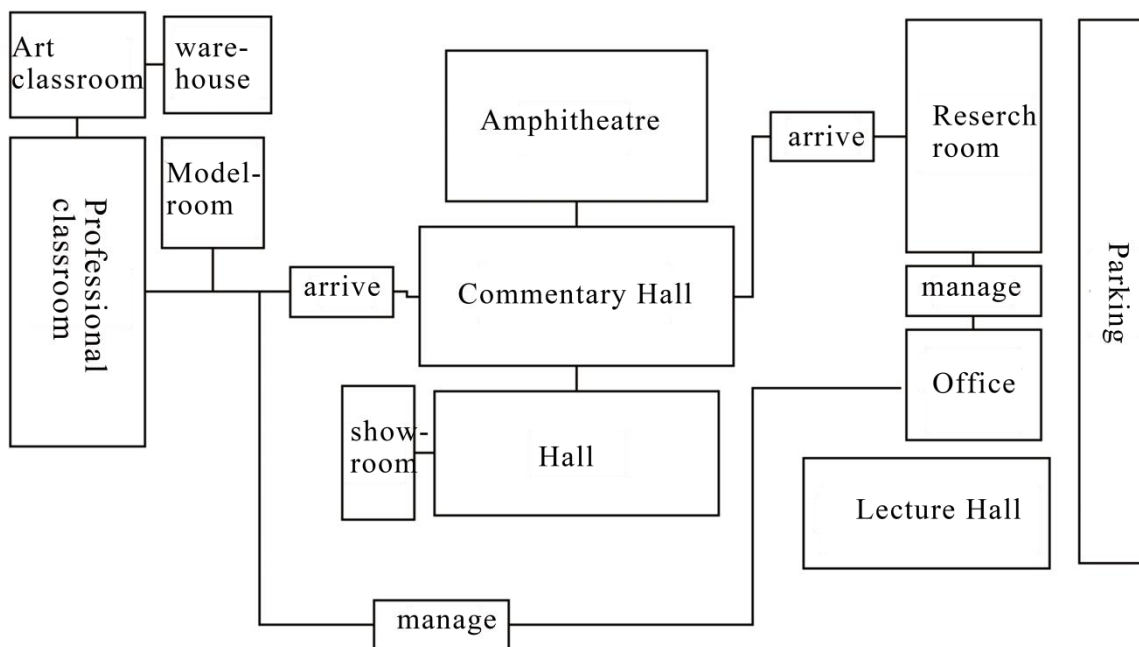 Art
classroom
ware-
house
Professional
classroom
Model-
room
arrive
Amphitheatre
Commentary Hall
show-
room
Hall
arrive
Reserch
room
manage
Office
Lecture Hall
manage
Parking